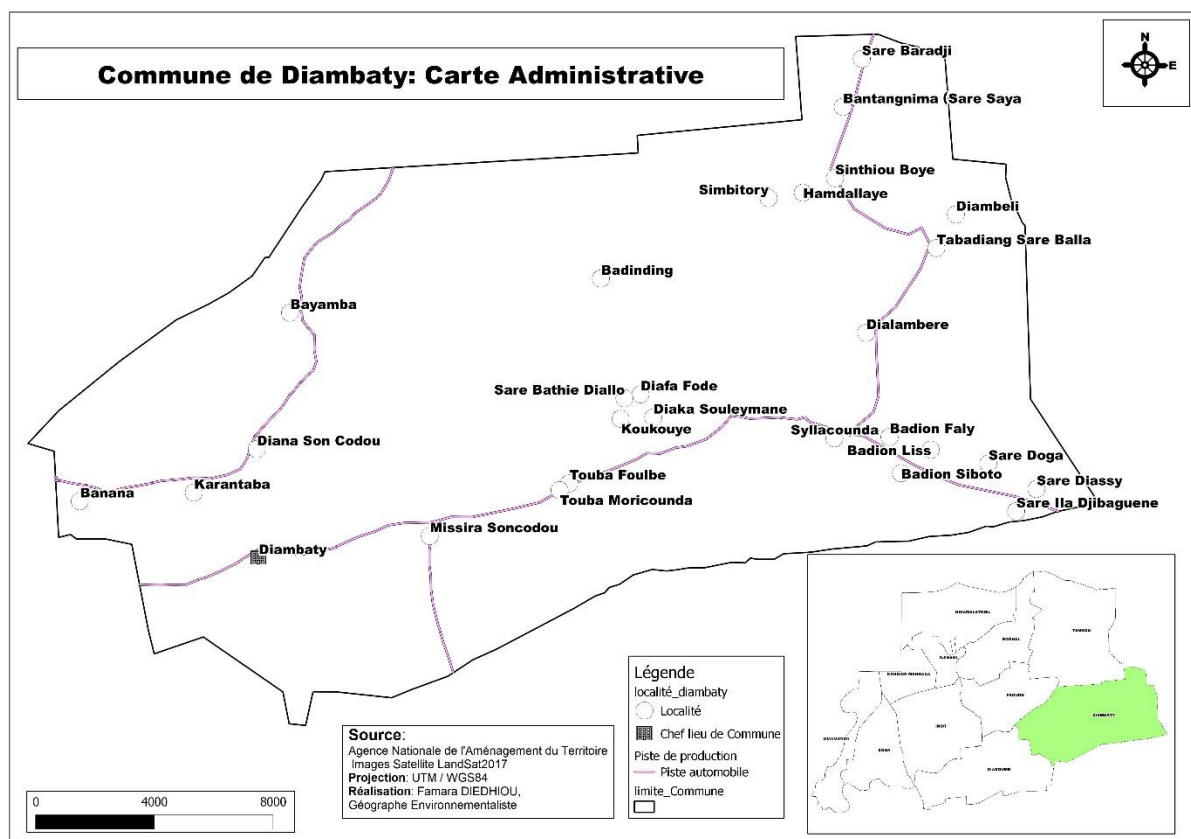 Commune de Diambaty: Carte Administrative
N
E
Sare Baradji
Bantangnima (Sare Saya
Sinthiou Boye
Simbitory
Hamdallaye
Diambeli
Tabadiang Sare Balla
Badinding
Bayamba
Dialambere
Sare Bathie Diallo
Diafa Fode
Koukouye
Diaka Souleymane
Diana Son Codou
Syllacounda
Badion Faly
Badion Liss
Sare Doga
Badion Siboto
Sare Diassy
Sare Ila Djibaguene
Banana
Karantaba
Touba Foulbe
Touba Moricounda
Missira Soncodou
Diambaty
Légende
localité_diambaty
Localité
Chef lieu de Commune
Piste de production
Piste automobile
limite_Commune
Source:
Agence Nationale de l'Aménagement du Territoire
Images Satellite LandSat2017
Projection: UTM / WGS84
Réalisation: Famara DIEDHIOU,
Géographe Environnementaliste
0
4000
8000
DIAMBATY